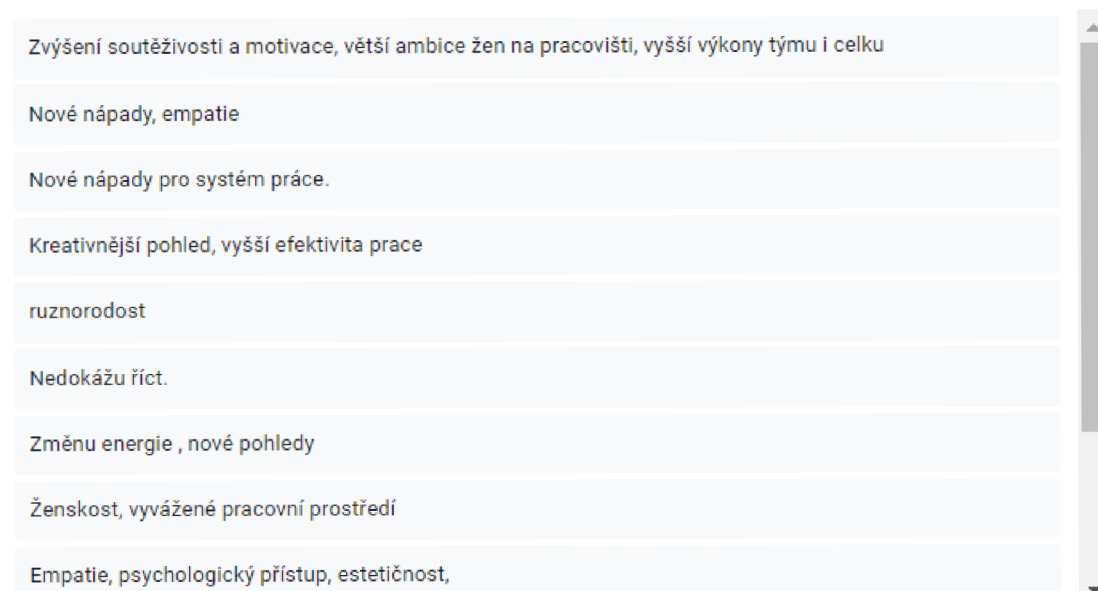 Zvýšení soutěživosti a motivace, větší ambice žen na pracovišti, vyšší výkony týmu i celku
Nové nápady, empatie
Nové nápady pro systém práce.
Kreativnější pohled, vyšší efektivita prace
ruznorodost
Nedokážu říct.
Změnu energie , nové pohledy
Ženskost, vyvážené pracovní prostředí
Empatie, psychologický přístup, estetičnost,